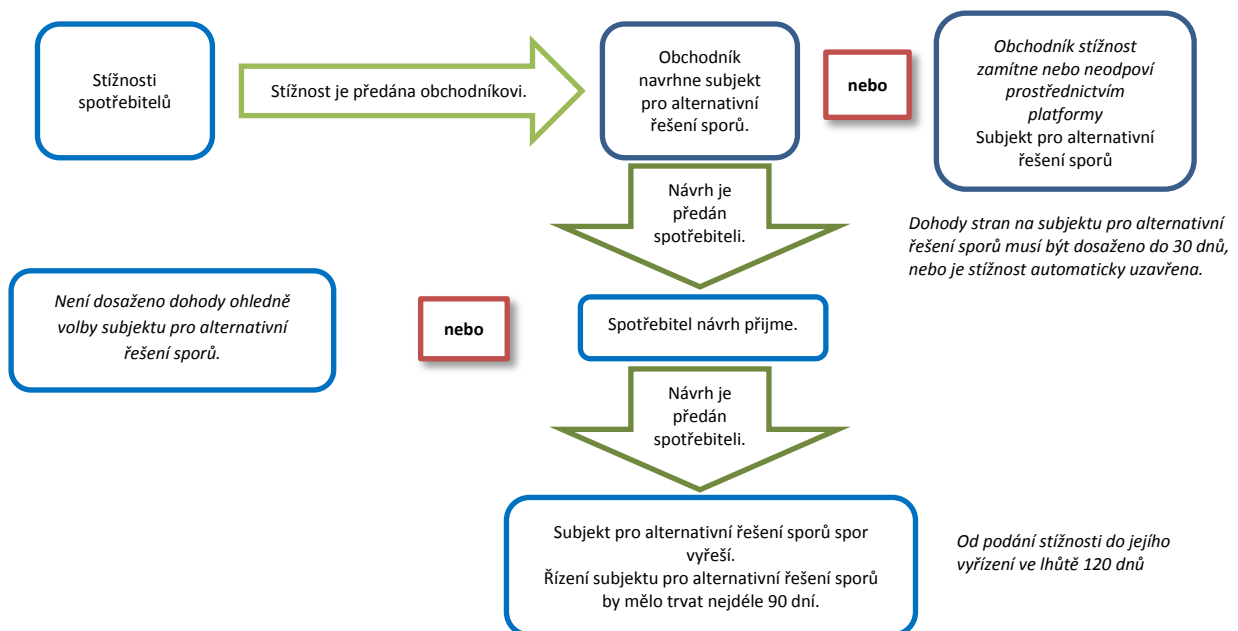 Stížnosti
spotřebitelů
Stížnost je předána obchodníkovi.
Obchodník
navrhne subjekt
pro alternativní
řešení sporů.
nebo
Obchodník stížnost
zamítne nebo neodpoví
prostřednictvím
platformy
Subjekt pro alternativní
řešení sporů
Návrh je
předán
spotřebiteli.
Dohody stran na subjektu pro alternativní
řešení sporů musí být dosaženo do 30 dnů,
nebo je stížnost automaticky uzavřena.
Není dosaženo dohody ohledně
volby subjektu pro alternativní
řešení sporů.
nebo
Spotřebitel návrh přijme.
Návrh je
předán
spotřebiteli.
Subjekt pro alternativní řešení sporů spor
vyřeší.
Řízení subjektu pro alternativní řešení sporů
by mělo trvat nejdéle 90 dní.
Od podání stížnosti do jejího
vyřízení ve lhůtě 120 dnů